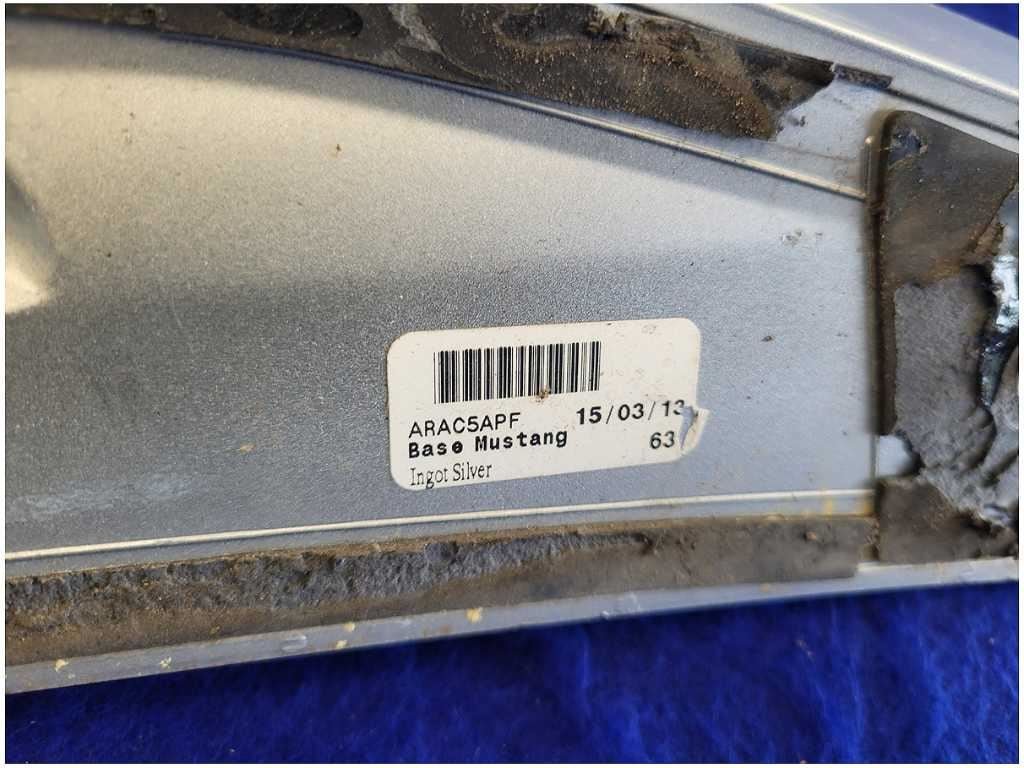 ARAC5APF 15/03/13
Base Mustang 63
Ingot Silver